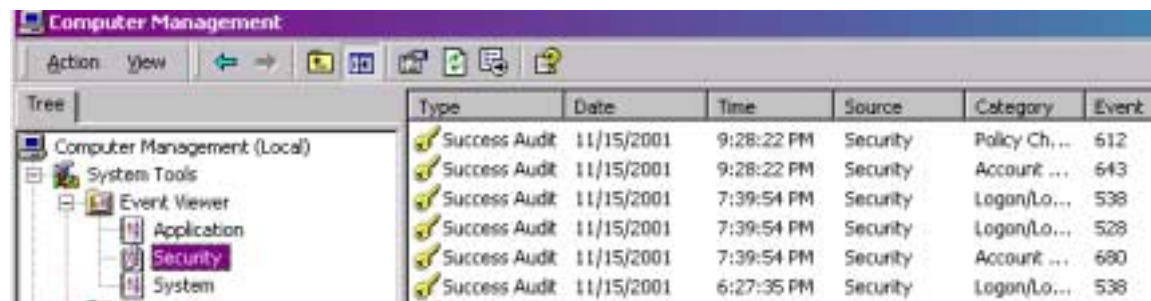 Computer Management
Action View
Tree
Computer Management (Local)
System Tools
Event Viewer
Application
Security
System
Type Date Time Source Category Event
Success Audit 11/15/2001 9:28:22 PM Security Policy Ch... 612
Success Audit 11/15/2001 9:28:22 PM Security Account ... 643
Success Audit 11/15/2001 7:39:54 PM Security Logon/Lo... 538
Success Audit 11/15/2001 7:39:54 PM Security Logon/Lo... 528
Success Audit 11/15/2001 7:39:54 PM Security Account ... 680
Success Audit 11/15/2001 6:27:35 PM Security Logon/Lo... 538